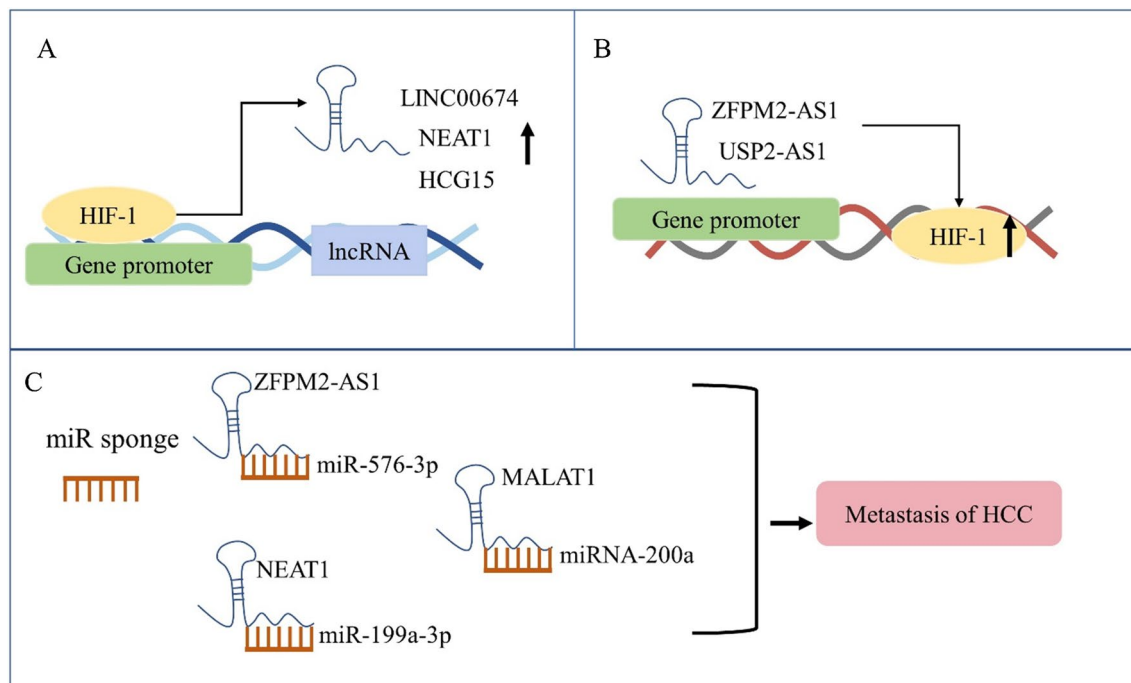 A
LINC00674
NEAT1
HCG15
HIF-1
Gene promoter
lncRNA
B
ZFPM2-AS1
USP2-AS1
Gene promoter
HIF-1
C
ZFPM2-AS1
miR sponge
miR-576-3p
MALAT1
miRNA-200a
NEAT1
miR-199a-3p
Metastasis of HCC